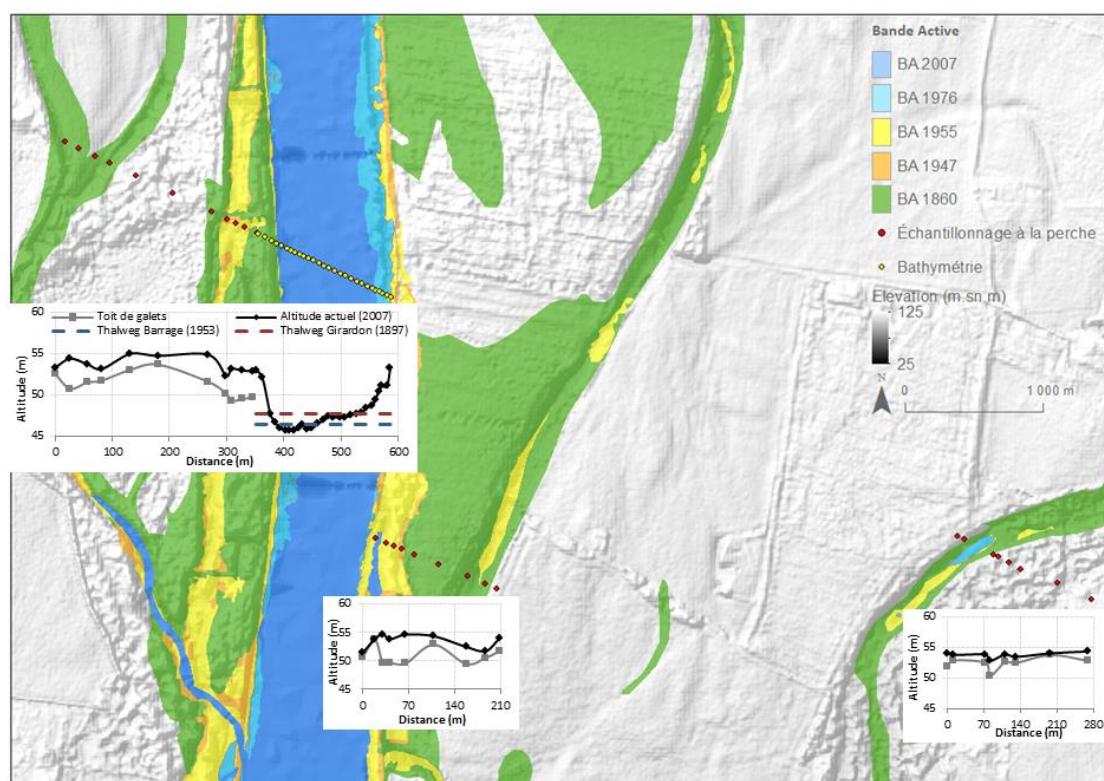 Bande Active
BA 2007
BA 1976
BA 1955
BA 1947
BA 1860
Échantillonnage à la perche
Bathymétrie
Elevation (m.sn.m)
125
25
N
0 1 000 m
60
55
50
45
Altitude (m)
Toit de galets
Altitude actuel (2007)
Thalweg Barrage (1953)
Thalweg Girardon (1897)
0 100 200 300 400 500 600
Distance (m)
60
55
50
45
Altitude (m)
0 70 140 210
Distance (m)
60
55
50
45
Altitude (m)
0 70 140 210 280
Distance (m)